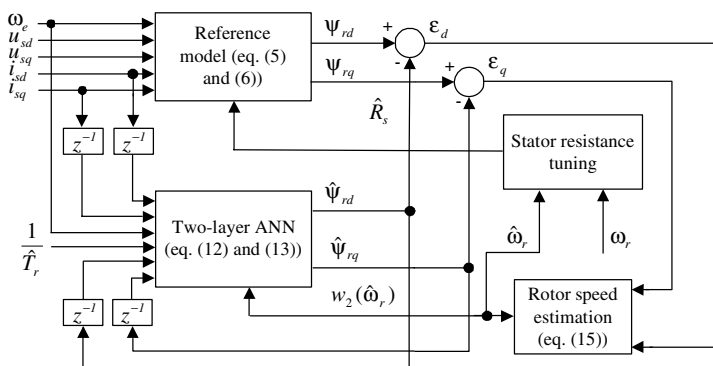 ω_e
u_sd
u_sq
i_sd
i_sq
Reference
model (eq. (5)
and (6))
ψ_rd
ψ_rq
+
-
ε_d
+
-
ε_q
R̂_s
z⁻¹
z⁻¹
Stator resistance
tuning
1
T̂_r
Two-layer ANN
(eq. (12) and (13))
ψ̂_rd
ψ̂_rq
ω̂_r
ω_r
z⁻¹
z⁻¹
w₂(ω̂_r)
Rotor speed
estimation
(eq. (15))